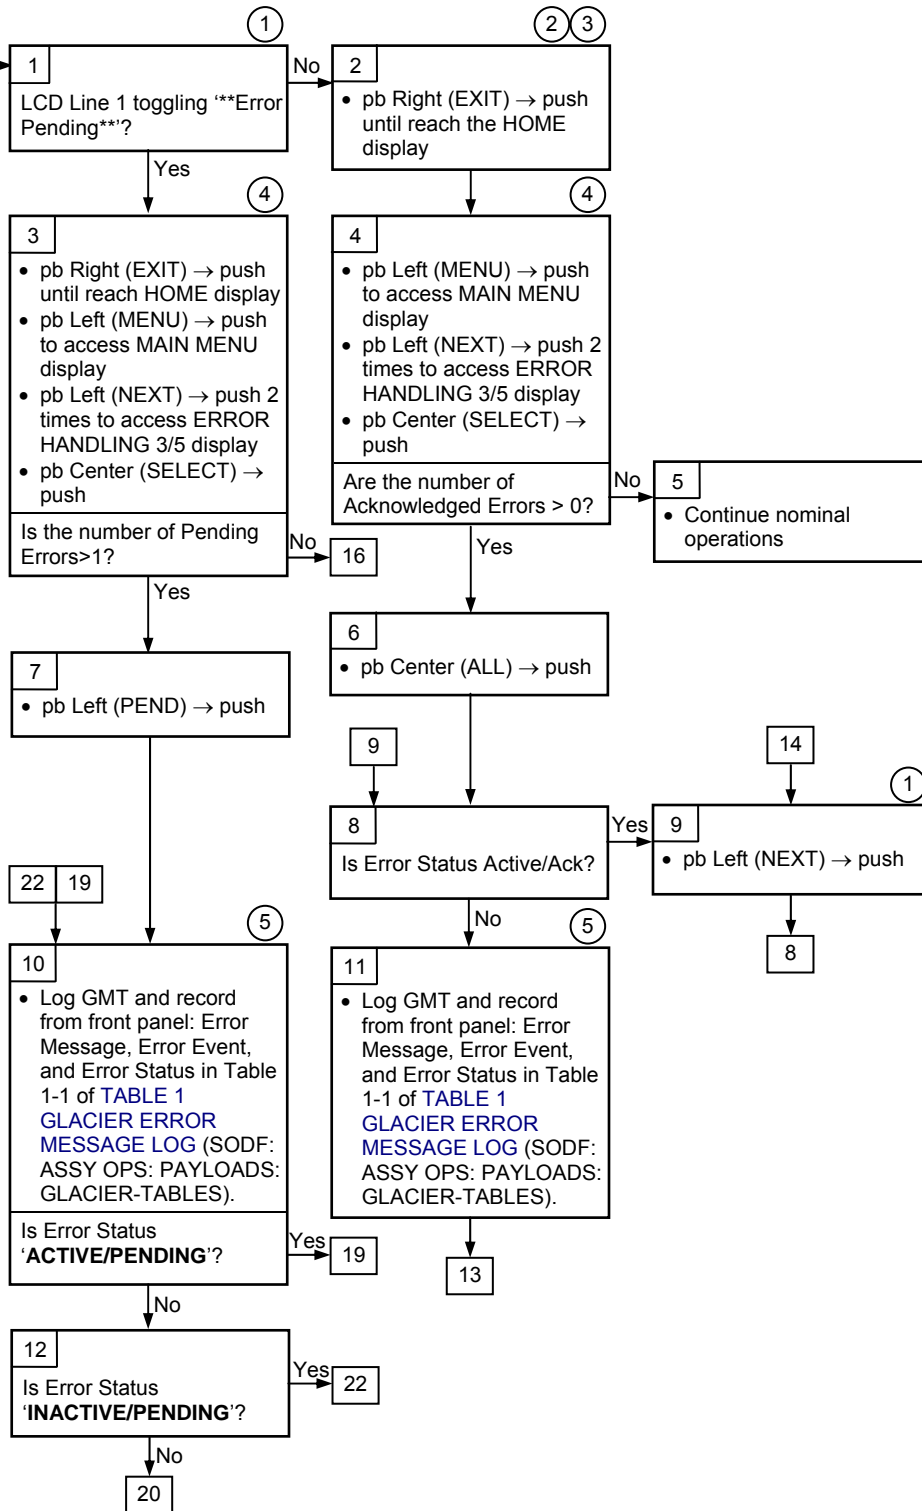 1
2 3
1
LCD Line 1 toggling ‘**Error
Pending**’?
No
Yes
2
• pb Right (EXIT) → push
until reach the HOME
display
4
3
• pb Right (EXIT) → push
until reach HOME display
• pb Left (MENU) → push
to access MAIN MENU
display
• pb Left (NEXT) → push 2
times to access ERROR
HANDLING 3/5 display
• pb Center (SELECT) →
push
Is the number of Pending
Errors>1?
No
16
Yes
4
4
• pb Left (MENU) → push
to access MAIN MENU
display
• pb Left (NEXT) → push 2
times to access ERROR
HANDLING 3/5 display
• pb Center (SELECT) →
push
Are the number of
Acknowledged Errors > 0?
No
Yes
5
• Continue nominal
operations
6
• pb Center (ALL) → push
7
• pb Left (PEND) → push
9
8
Is Error Status Active/Ack?
Yes
No
14
1
9
• pb Left (NEXT) → push
8
22 19
5
10
• Log GMT and record
from front panel: Error
Message, Error Event,
and Error Status in Table
1-1 of TABLE 1
GLACIER ERROR
MESSAGE LOG (SODF:
ASSY OPS: PAYLOADS:
GLACIER-TABLES).
Is Error Status
‘ACTIVE/PENDING’?
Yes
19
No
5
11
• Log GMT and record
from front panel: Error
Message, Error Event,
and Error Status in Table
1-1 of TABLE 1
GLACIER ERROR
MESSAGE LOG (SODF:
ASSY OPS: PAYLOADS:
GLACIER-TABLES).
13
12
Is Error Status
‘INACTIVE/PENDING’?
Yes
22
No
20